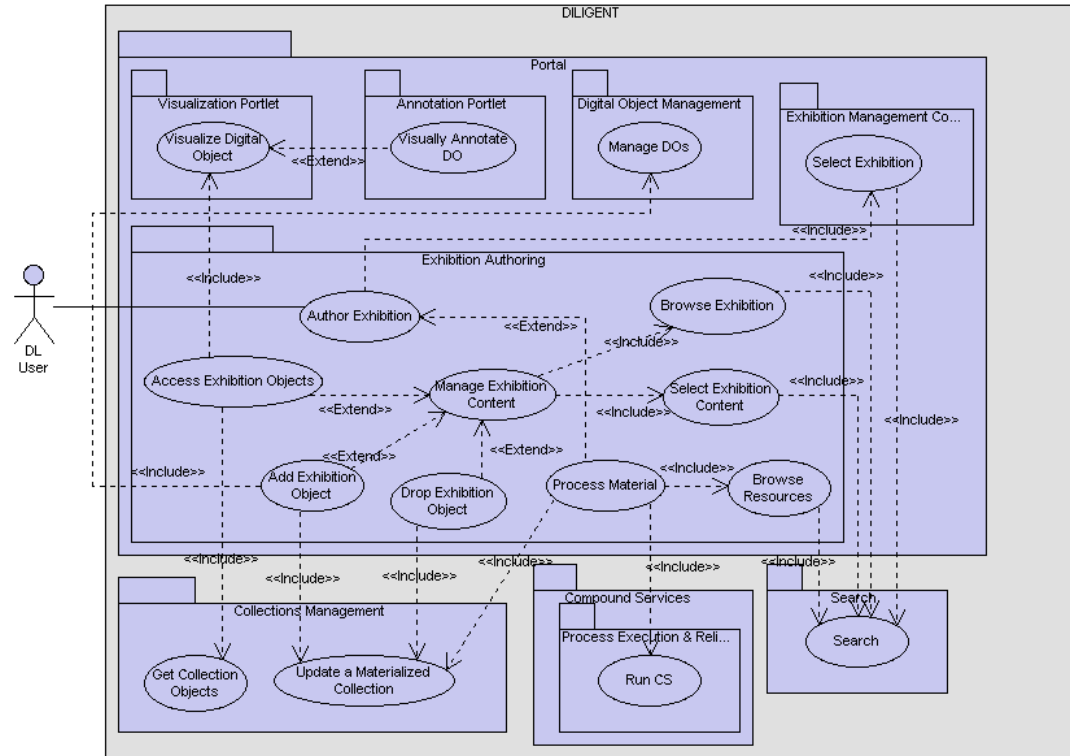 DILIGENT
Portal
Visualization Portlet
Annotation Portlet
Digital Object Management
Exhibition Management Co...
Visualize Digital
Object
<<Extend>>
Visually Annotate
DO
Manage DOs
Select Exhibition
<<Include>>
Exhibition Authoring
<<Include>>
<<Include>>
Author Exhibition
Browse Exhibition
<<Extend>>
<<Include>>
<<Include>>
DL
User
Access Exhibition Objects
Manage Exhibition
Content
Select Exhibition
Content
<<Include>>
<<Extend>>
<<Include>>
<<Extend>>
<<Extend>>
<<Include>>
<<Include>>
Add Exhibition
Object
Drop Exhibition
Object
Process Material
Browse
Resources
<<Include>>
<<Include>>
<<Include>>
<<Include>>
<<Include>>
<<Include>>
Collections Management
Compound Services
Search
Process Execution & Reli...
Get Collection
Objects
Update a Materialized
Collection
Run CS
Search